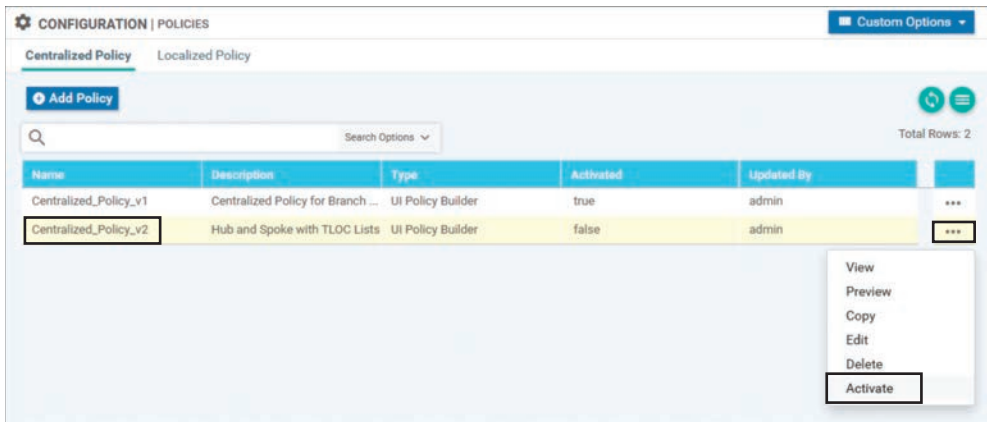 CONFIGURATION | POLICIES
Custom Options
Centralized Policy Localized Policy
Add Policy
Search Options
Total Rows: 2
Name Description Type Activated Updated By
Centralized_Policy_v1 Centralized Policy for Branch ... UI Policy Builder true admin
Centralized_Policy_v2 Hub and Spoke with TLOC Lists UI Policy Builder false admin
View
Preview
Copy
Edit
Delete
Activate